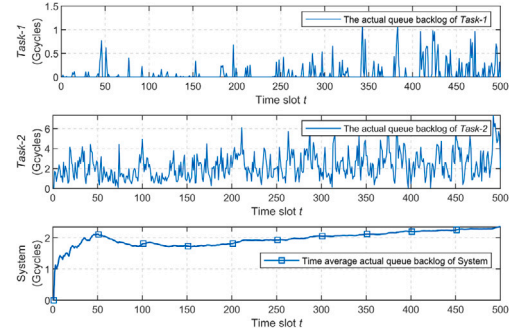 1.5
1
0.5
0
Task-1
(Gcycles)
The actual queue backlog of Task-1
0 50 100 150 200 250 300 350 400 450 500
Time slot t
6
4
2
0
Task-2
(Gcycles)
The actual queue backlog of Task-2
0 50 100 150 200 250 300 350 400 450 500
Time slot t
2
1
0
System
(Gcycles)
Time average actual queue backlog of System
0 50 100 150 200 250 300 350 400 450 500
Time slot t